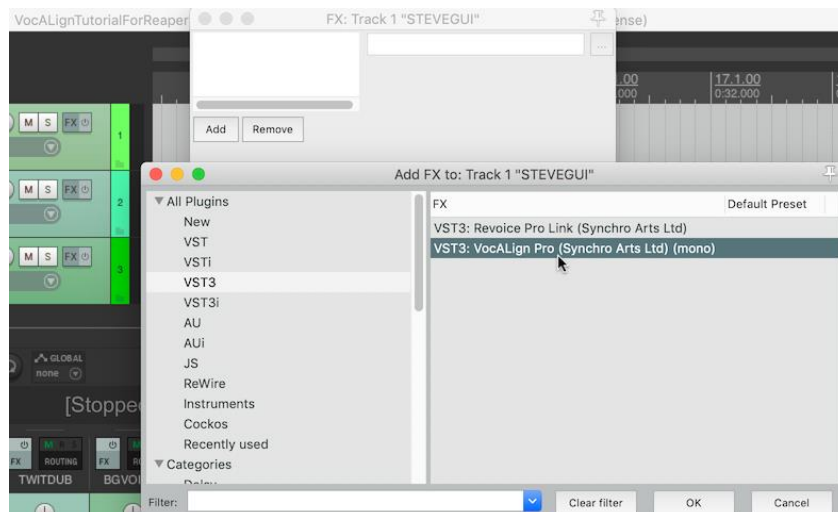 VocALignTutorialForReaper
FX: Track 1 "STEVEGUI"
ense)
...
Add
Remove
.00
000
17.1.00
0:32.000
M S FX
1
M S FX
2
M S FX
3
Add FX to: Track 1 "STEVEGUI"
All Plugins
New
VST
VSTi
VST3
VST3i
AU
AUi
JS
ReWire
Instruments
Cockos
Recently used
Categories
FX
Default Preset
VST3: Revoice Pro Link (Synchro Arts Ltd)
VST3: VocALign Pro (Synchro Arts Ltd) (mono)
GLOBAL
none
[Stopped
FX
M R S
ROUTING
FX
TWITDUB
BGVO
Filter:
Clear filter
OK
Cancel